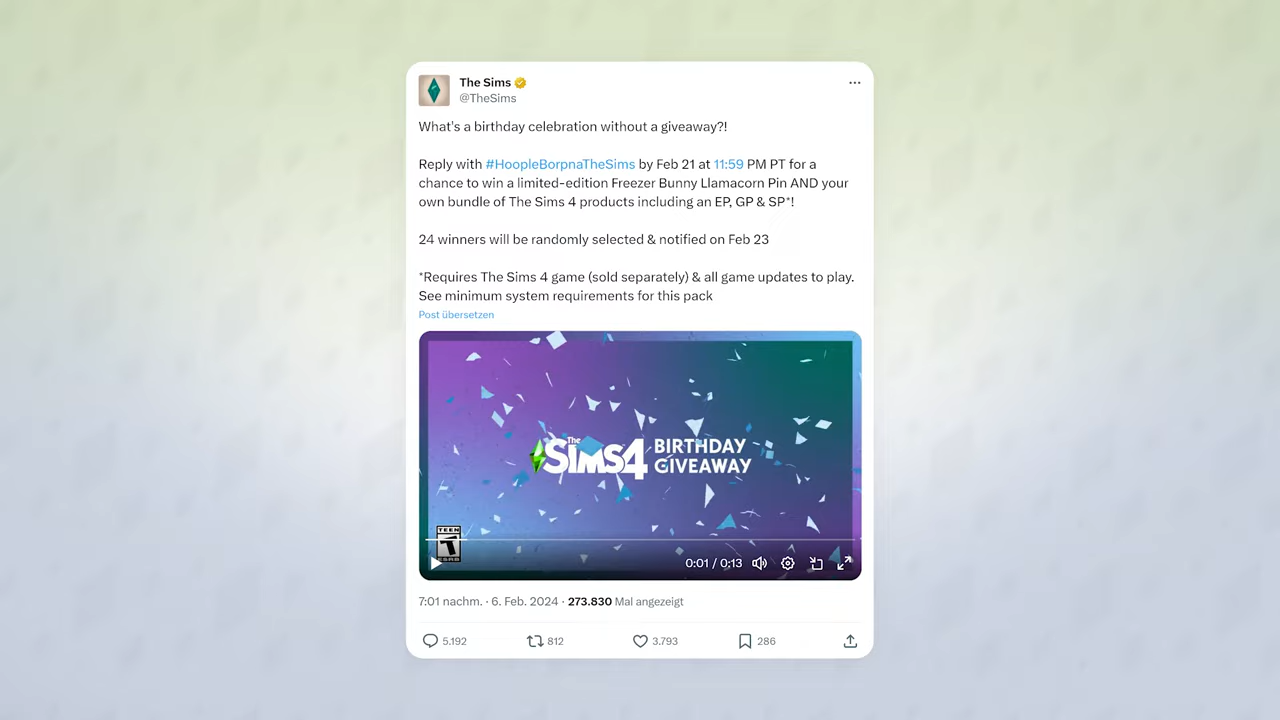 The Sims
@TheSims
What's a birthday celebration without a giveaway?!
Reply with #HoopleBorpnaTheSims by Feb 21 at 11:59 PM PT for a
chance to win a limited-edition Freezer Bunny Llamacorn Pin AND your
own bundle of The Sims 4 products including an EP, GP & SP*!
24 winners will be randomly selected & notified on Feb 23
*Requires The Sims 4 game (sold separately) & all game updates to play.
See minimum system requirements for this pack
Post übersetzen
The SIMS 4 BIRTHDAY
GIVEAWAY
TEEN
T
ESRB
0:01 / 0:13
7:01 nachm. · 6. Feb. 2024 · 273.830 Mal angezeigt
5.192 812 3.793 286